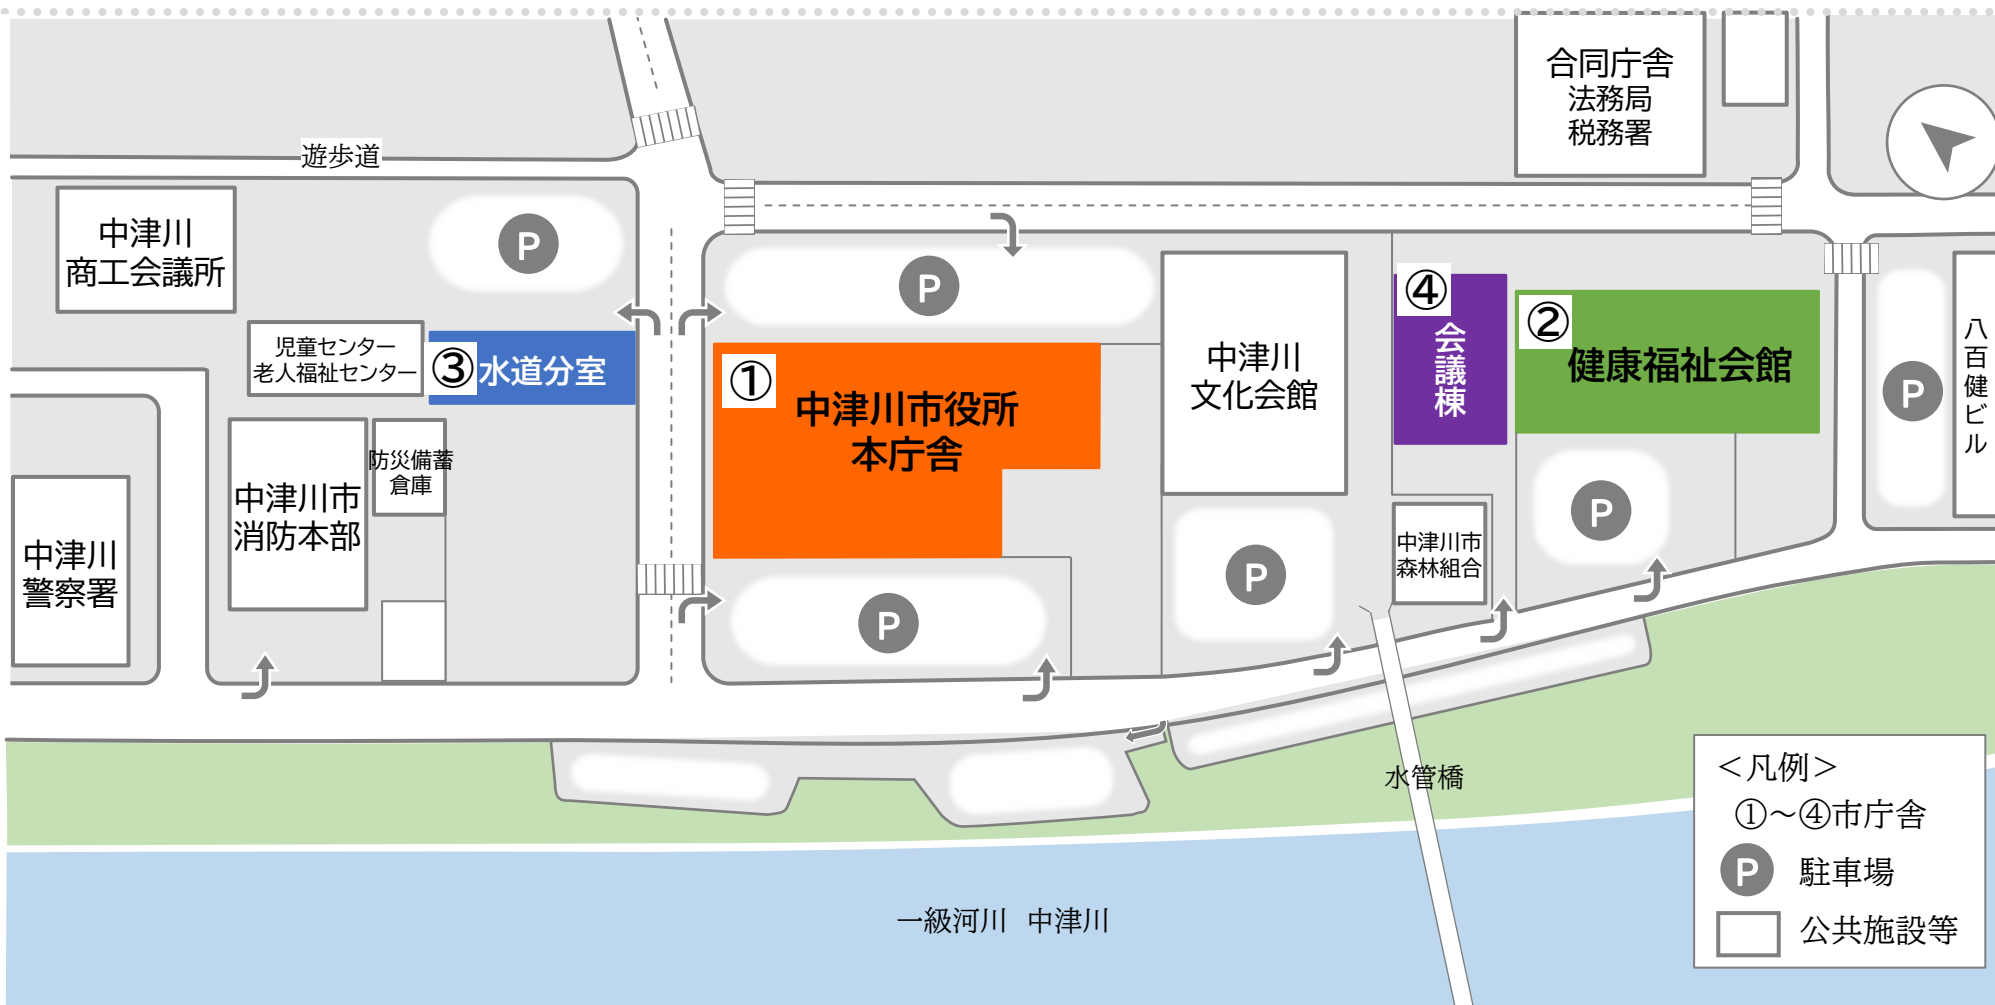 合同庁舎
法務局
税務署
遊歩道
中津川
商工会議所
P
P
児童センター
老人福祉センター
③
水道分室
①
中津川市役所
本庁舎
中津川
文化会館
④
会議棟
②
健康福祉会館
P
八百健ビル
中津川市
消防本部
防災備蓄
倉庫
中津川
警察署
P
P
中津川市
森林組合
P
水管橋
一級河川 中津川
＜凡例＞
①～④市庁舎
P 駐車場
公共施設等